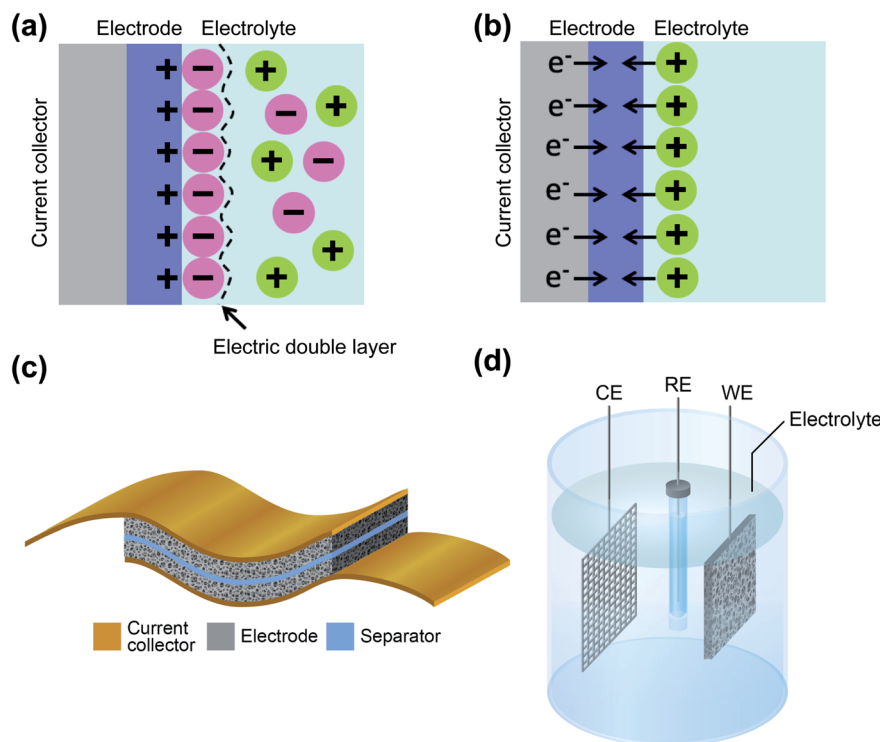 (a)
Electrode Electrolyte
Current collector
+ −
+ −
+ −
+ −
+ −
+ −
+
−
+
+
−
−
+
+
Electric double layer
(b)
Electrode Electrolyte
Current collector
e⁻ +
e⁻ +
e⁻ +
e⁻ +
e⁻ +
e⁻ +
(c)
Current
collector
Electrode
Separator
(d)
CE
RE
WE
Electrolyte